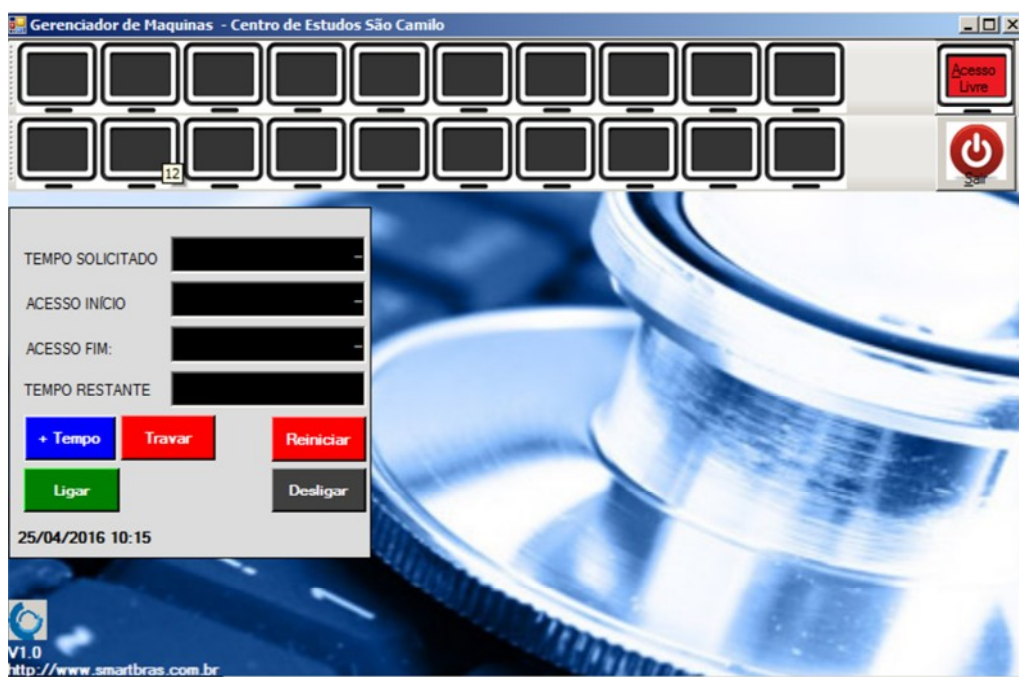 Gerenciador de Maquinas - Centro de Estudos São Camilo
Acesso
Livre
12
Sair
TEMPO SOLICITADO
ACESSO INÍCIO
ACESSO FIM:
TEMPO RESTANTE
+ Tempo
Travar
Reiniciar
Ligar
Desligar
25/04/2016 10:15
V1.0
http://www.smartbras.com.br